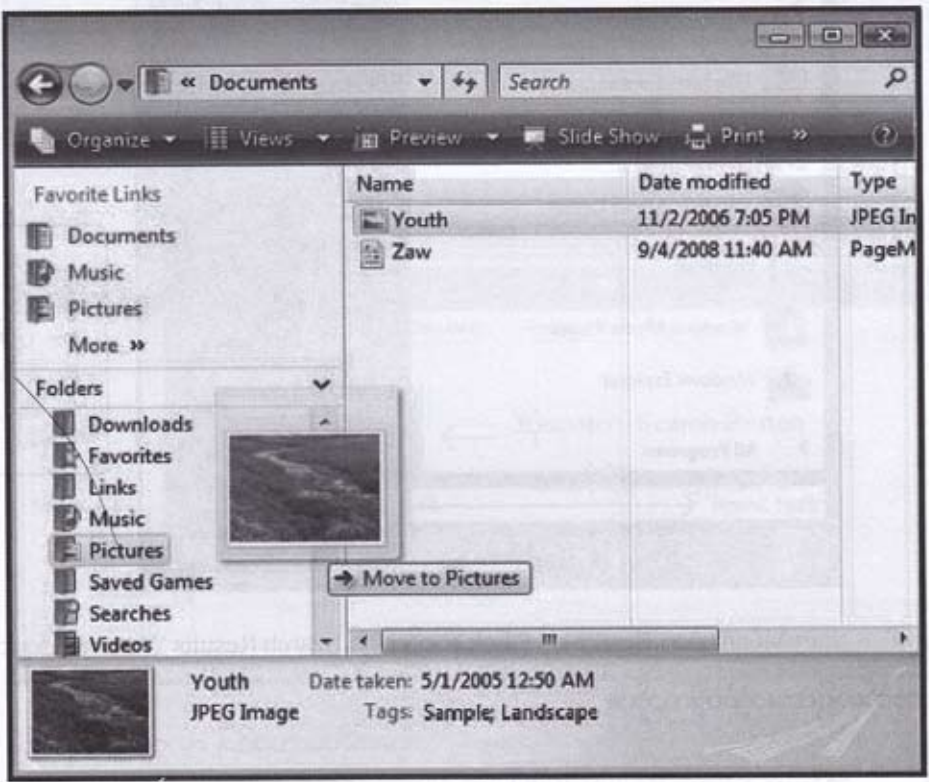 « Documents
Search
Organize Views Preview Slide Show Print »
Favorite Links
Documents
Music
Pictures
More »
Folders
Downloads
Favorites
Links
Music
Pictures
Saved Games
Searches
Videos
Name Date modified Type
Youth 11/2/2006 7:05 PM JPEG In
Zaw 9/4/2008 11:40 AM PageM
Move to Pictures
Youth Date taken: 5/1/2005 12:50 AM
JPEG Image Tags: Sample; Landscape